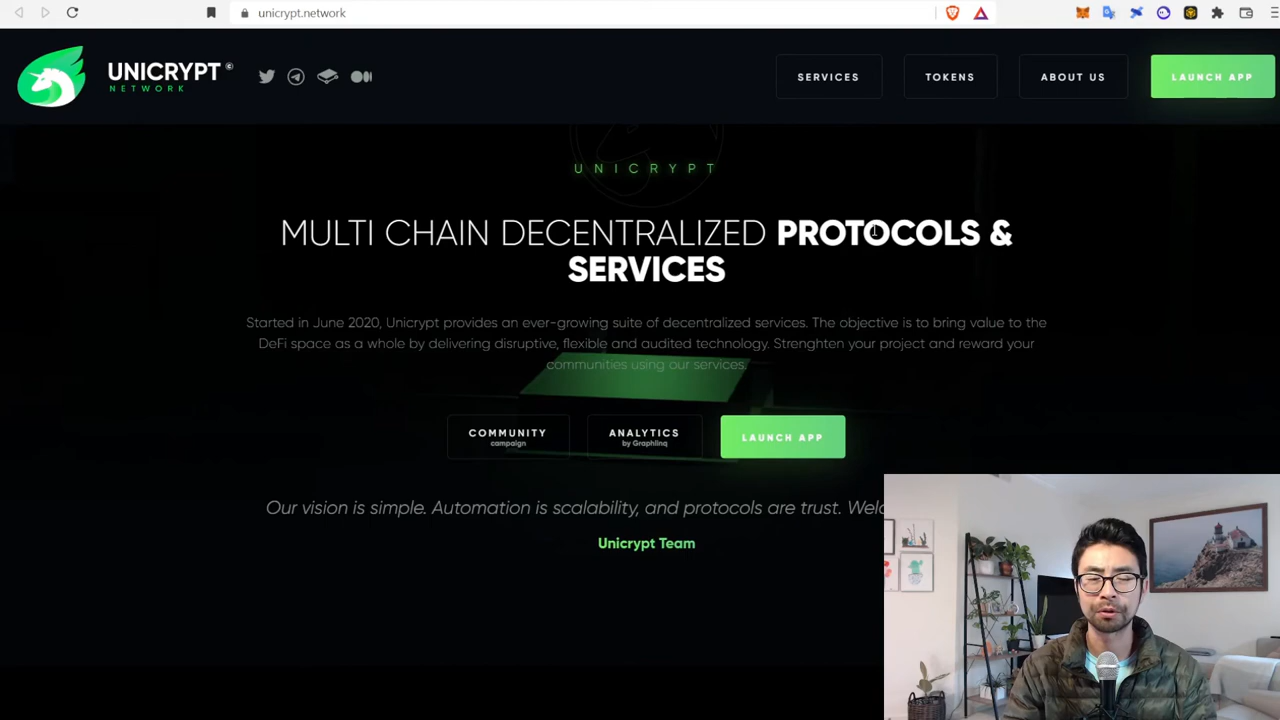 unicrypt.network
UNICRYPT ©
NETWORK
SERVICES
TOKENS
ABOUT US
LAUNCH APP
UNICRYPT
MULTI CHAIN DECENTRALIZED PROTOCOLS &
SERVICES
Started in June 2020, Unicrypt provides an ever-growing suite of decentralized services. The objective is to bring value to the
DeFi space as a whole by delivering disruptive, flexible and audited technology. Strenghten your project and reward your
communities using our services.
COMMUNITY
campaign
ANALYTICS
by Graphlinq
LAUNCH APP
Our vision is simple. Automation is scalability, and protocols are trust.
Unicrypt Team